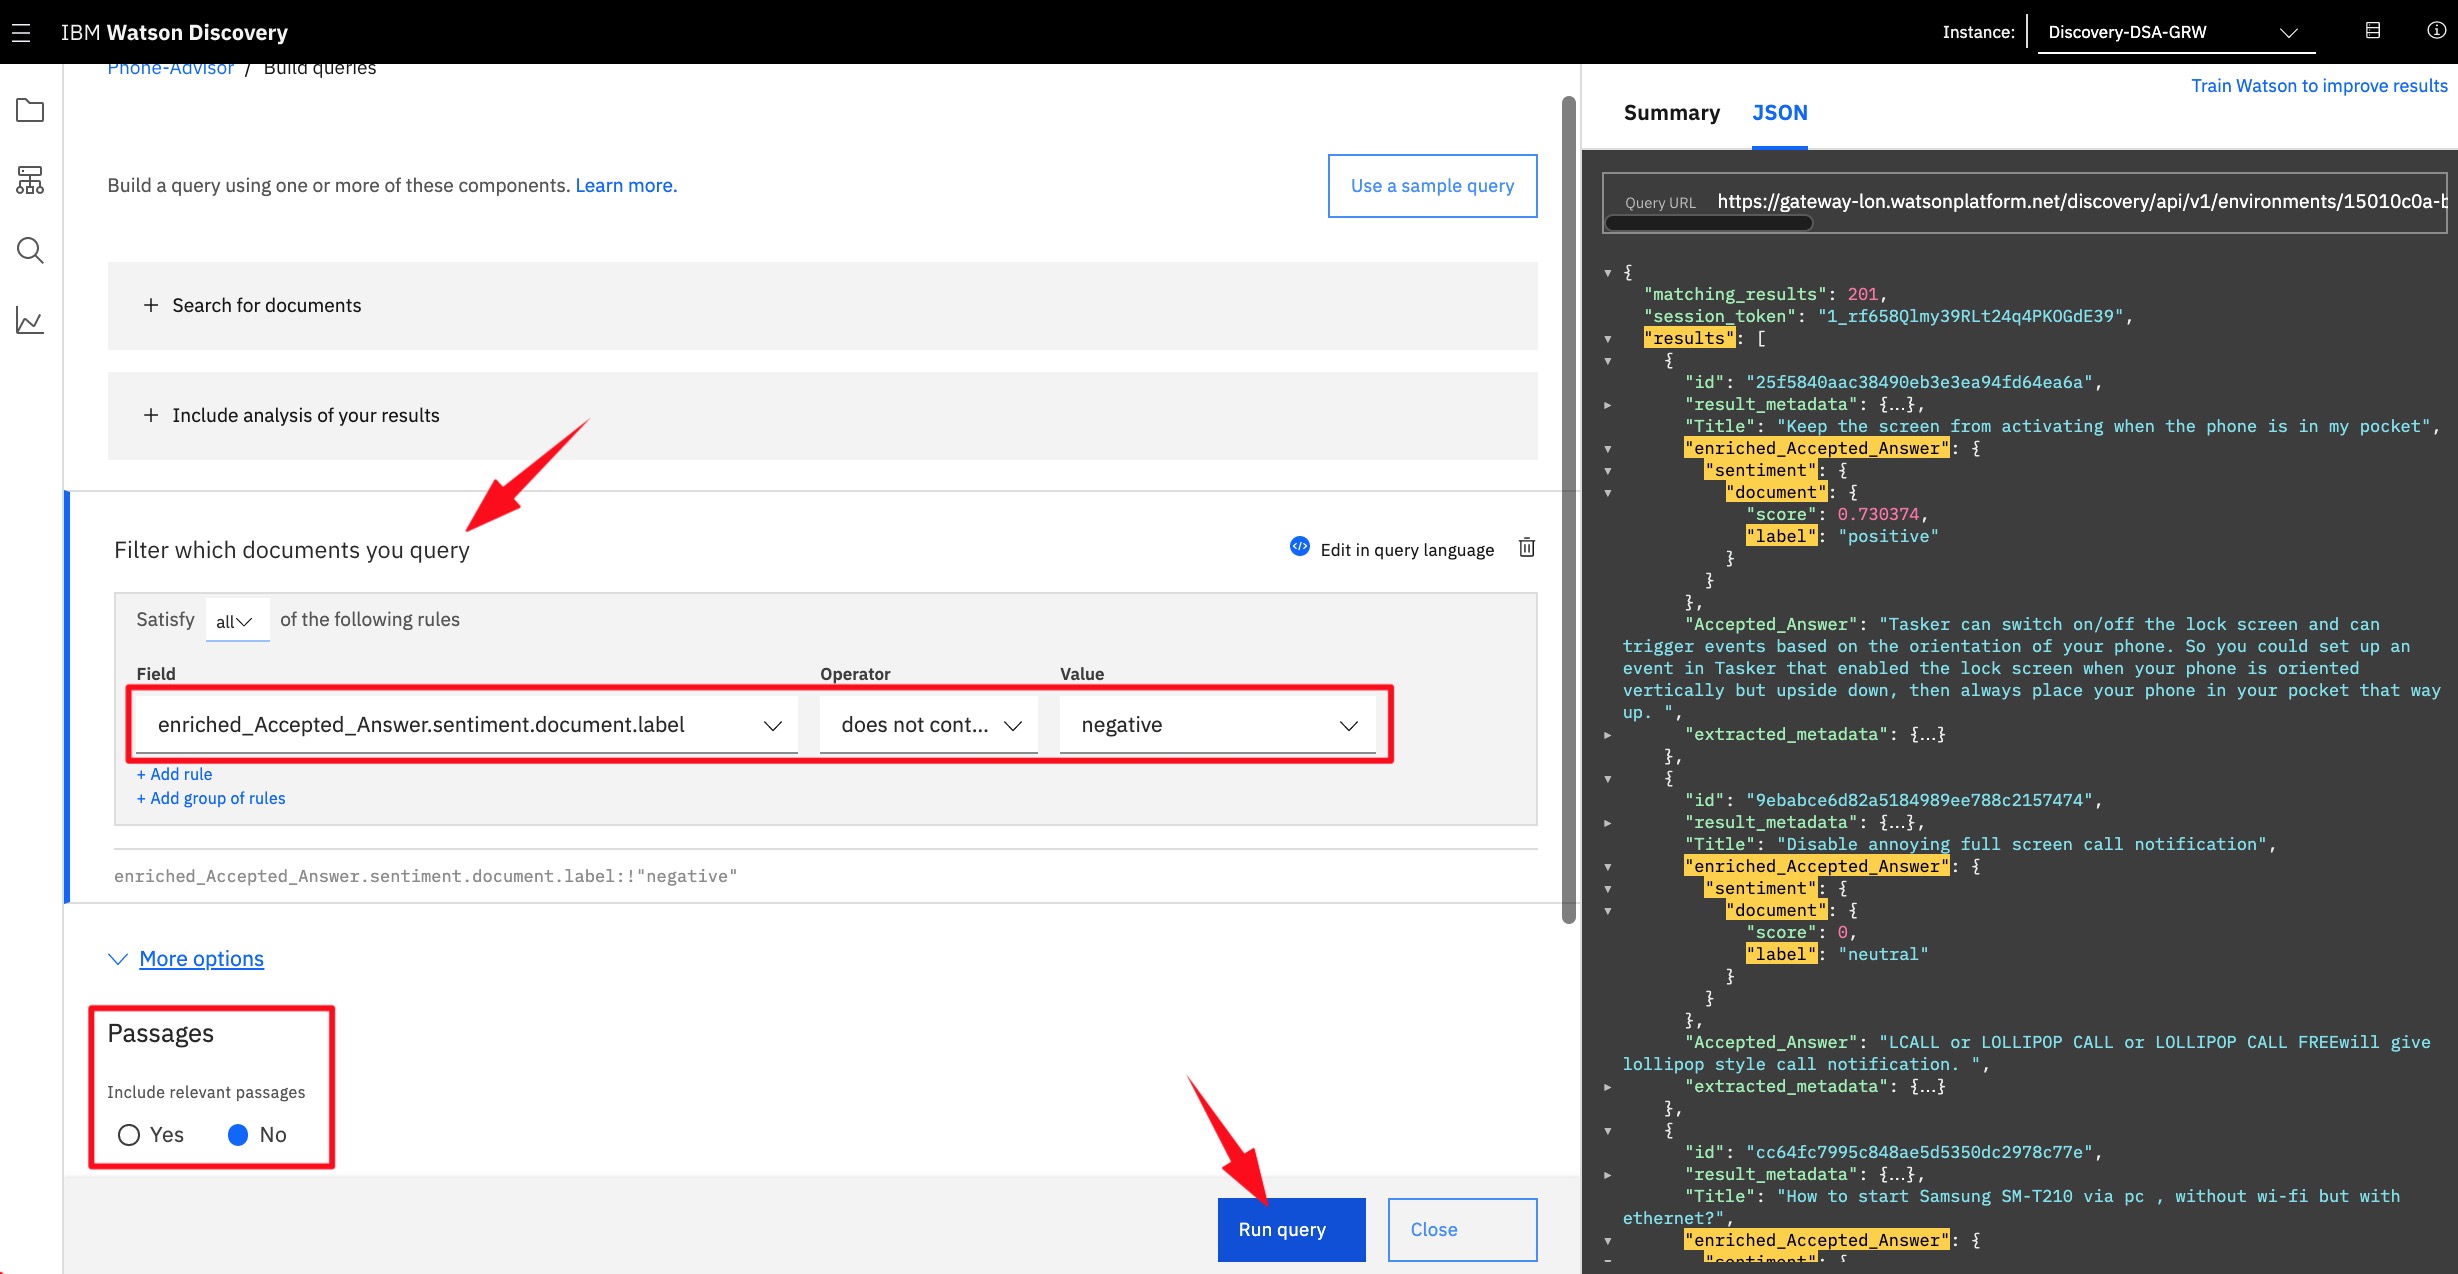 IBM Watson Discovery
Instance:
Discovery-DSA-GRW
Phone-Advisor / Build queries
Build a query using one or more of these components. Learn more.
Use a sample query
+ Search for documents
+ Include analysis of your results
Filter which documents you query
Edit in query language
Satisfy all of the following rules
Field Operator Value
enriched_Accepted_Answer.sentiment.document.label does not cont... negative
+ Add rule
+ Add group of rules
enriched_Accepted_Answer.sentiment.document.label:!"negative"
More options
Passages
Include relevant passages
Yes No
Run query Close
Train Watson to improve results
Summary JSON
Query URL https://gateway-lon.watsonplatform.net/discovery/api/v1/environments/15010c0a-b
{
"matching_results": 201,
"session_token": "1_rf658Qlmy39RLt24q4PKOGdE39",
"results": [
{
"id": "25f5840aac38490eb3e3ea94fd64ea6a",
"result_metadata": {...},
"Title": "Keep the screen from activating when the phone is in my pocket",
"enriched_Accepted_Answer": {
"sentiment": {
"document": {
"score": 0.730374,
"label": "positive"
}
}
},
"Accepted_Answer": "Tasker can switch on/off the lock screen and can
trigger events based on the orientation of your phone. So you could set up an
event in Tasker that enabled the lock screen when your phone is oriented
vertically but upside down, then always place your phone in your pocket that way
up. ",
"extracted_metadata": {...}
},
{
"id": "9ebabce6d82a5184989ee788c2157474",
"result_metadata": {...},
"Title": "Disable annoying full screen call notification",
"enriched_Accepted_Answer": {
"sentiment": {
"document": {
"score": 0,
"label": "neutral"
}
}
},
"Accepted_Answer": "LCALL or LOLLIPOP CALL or LOLLIPOP CALL FREEwill give
lollipop style call notification. ",
"extracted_metadata": {...}
},
{
"id": "cc64fc7995c848ae5d5350dc2978c77e",
"result_metadata": {...},
"Title": "How to start Samsung SM-T210 via pc , without wi-fi but with
ethernet?",
"enriched_Accepted_Answer": {
"sentiment": {